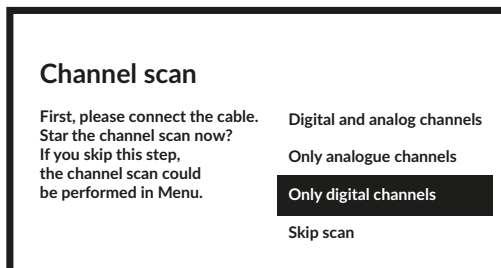 Channel scan
First, please connect the cable.
Star the channel scan now?
If you skip this step,
the channel scan could
be performed in Menu.
Digital and analog channels
Only analogue channels
Only digital channels
Skip scan